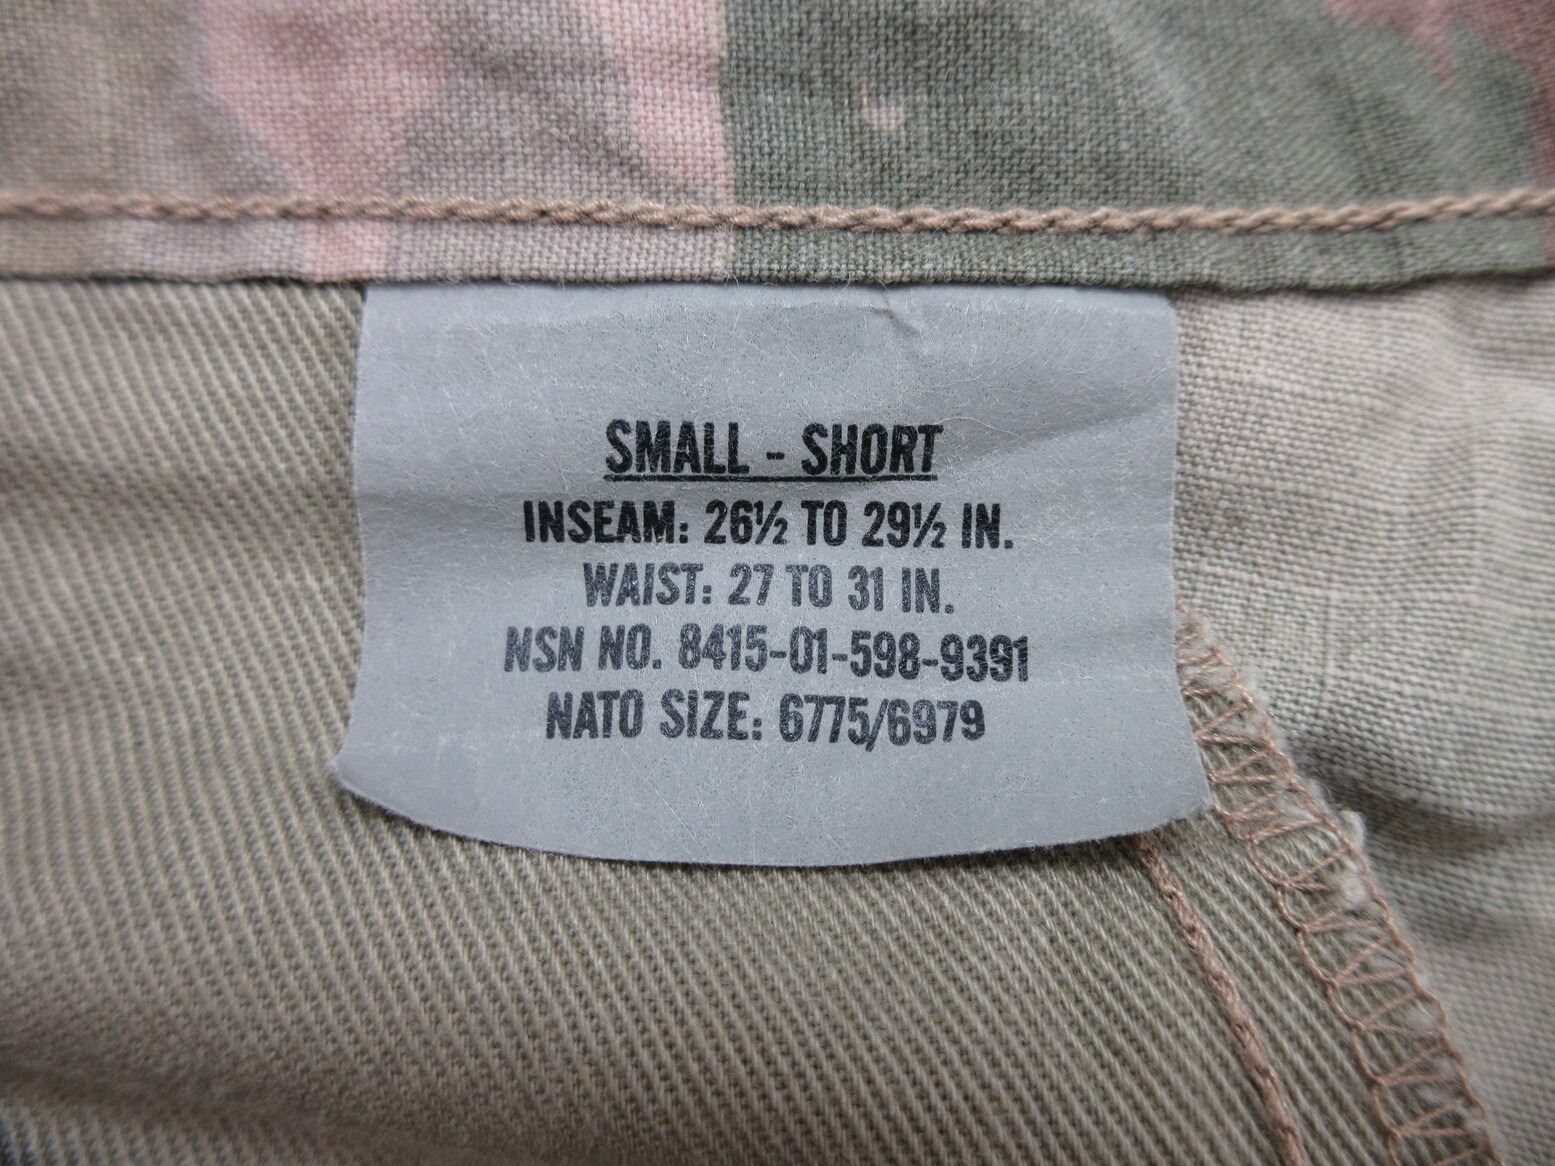 SMALL - SHORT
INSEAM: 26½ TO 29½ IN.
WAIST: 27 TO 31 IN.
NSN NO. 8415-01-598-9391
NATO SIZE: 6775/6979